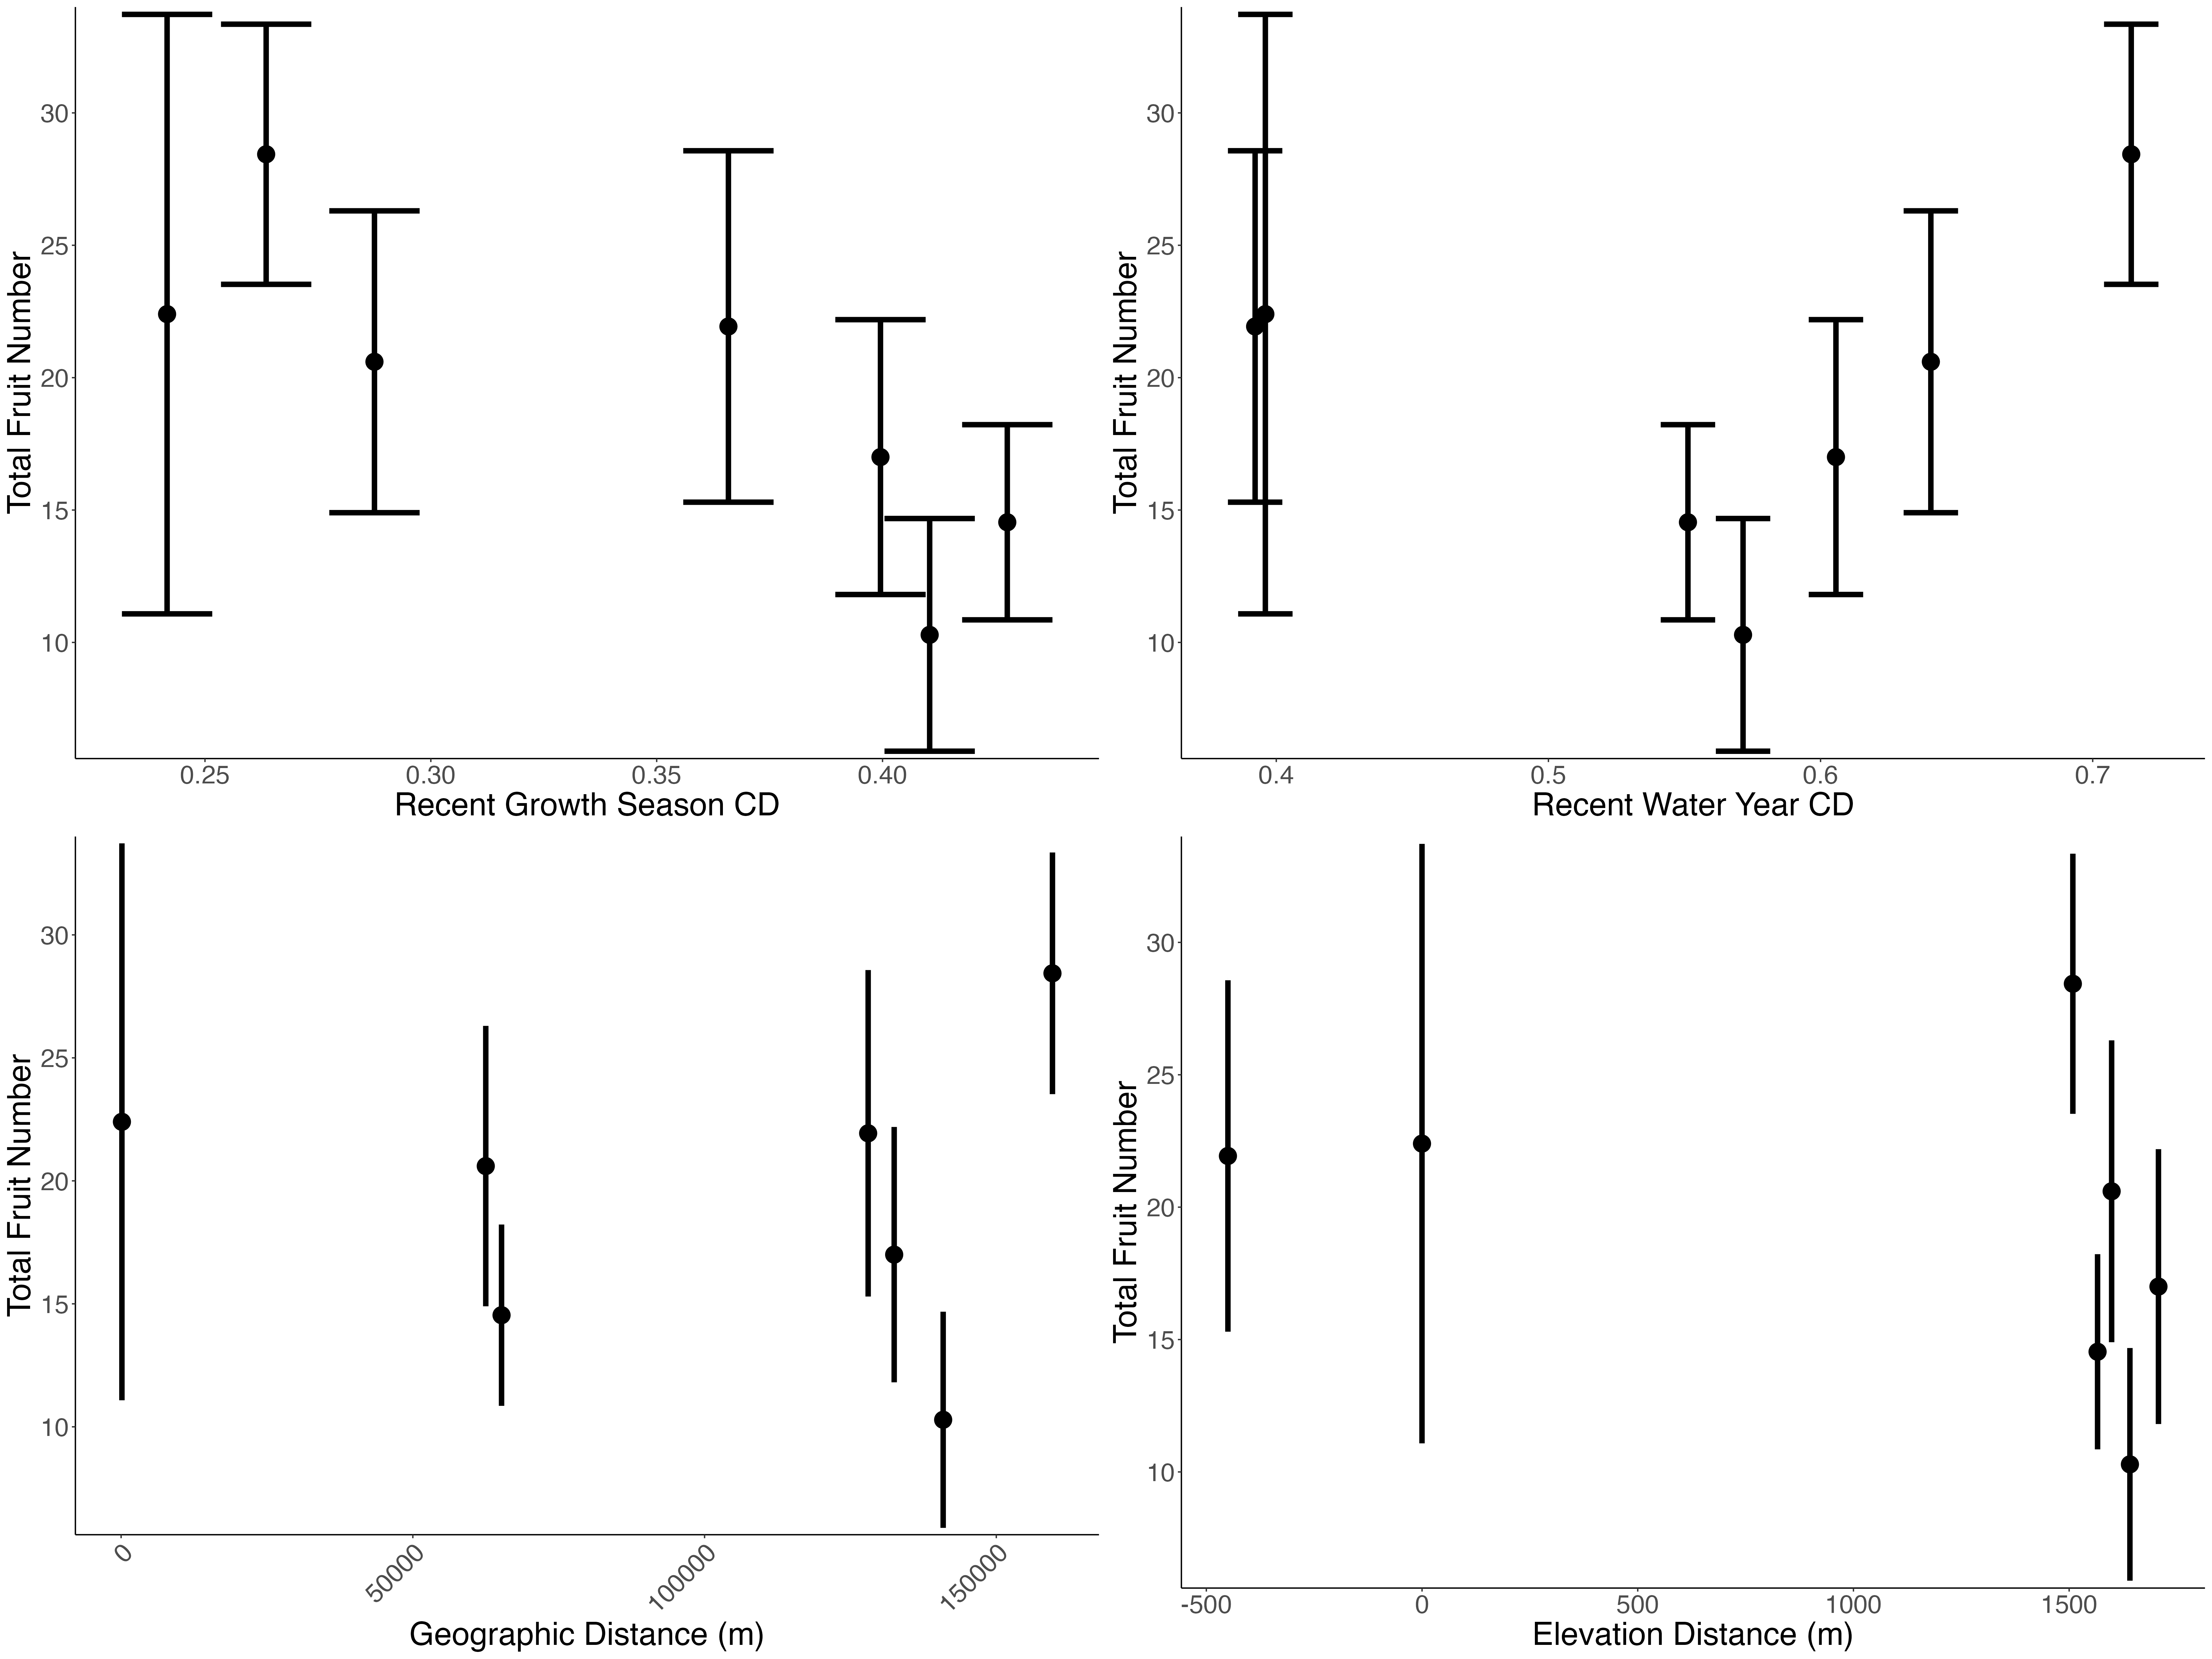 Total Fruit Number
30
25
20
15
10
0.25 0.30 0.35 0.40
Recent Growth Season CD
Total Fruit Number
30
25
20
15
10
0.4 0.5 0.6 0.7
Recent Water Year CD
Total Fruit Number
30
25
20
15
10
0 50000 100000 150000
Geographic Distance (m)
Total Fruit Number
30
25
20
15
10
-500 0 500 1000 1500
Elevation Distance (m)